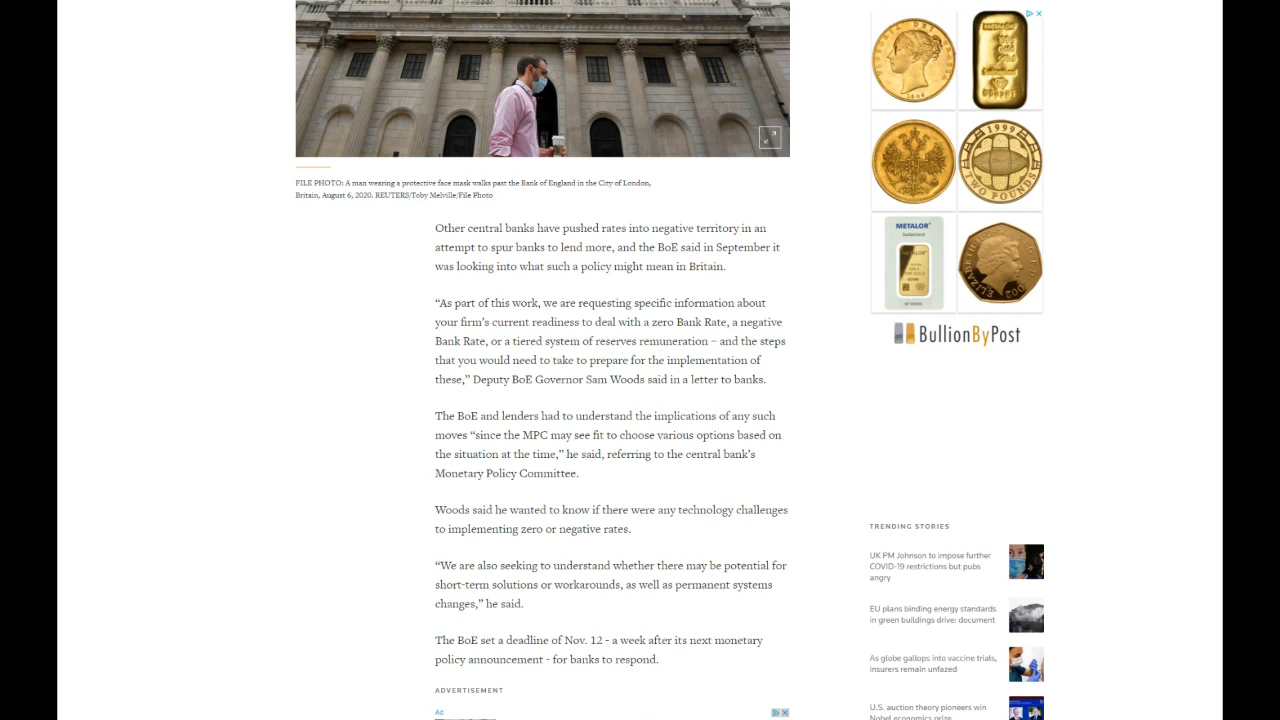 FILE PHOTO: A man wearing a protective face mask walks past the Bank of England in the City of London,
Britain, August 6, 2020. REUTERS/Toby Melville/File Photo
Other central banks have pushed rates into negative territory in an
attempt to spur banks to lend more, and the BoE said in September it
was looking into what such a policy might mean in Britain.
“As part of this work, we are requesting specific information about
your firm’s current readiness to deal with a zero Bank Rate, a negative
Bank Rate, or a tiered system of reserves remuneration – and the steps
that you would need to take to prepare for the implementation of
these,” Deputy BoE Governor Sam Woods said in a letter to banks.
The BoE and lenders had to understand the implications of any such
moves “since the MPC may see fit to choose various options based on
the situation at the time,” he said, referring to the central bank’s
Monetary Policy Committee.
Woods said he wanted to know if there were any technology challenges
to implementing zero or negative rates.
“We are also seeking to understand whether there may be potential for
short-term solutions or workarounds, as well as permanent systems
changes,” he said.
The BoE set a deadline of Nov. 12 - a week after its next monetary
policy announcement - for banks to respond.
ADVERTISEMENT
Ad
1999
TWO POUNDS
METALOR
Switzerland
ELIZABETH
2002
BullionByPost
TRENDING STORIES
UK PM Johnson to impose further
COVID-19 restrictions but pubs
angry
EU plans binding energy standards
in green buildings drive: document
As globe gallops into vaccine trials,
insurers remain unfazed
U.S. auction theory pioneers win
Nobel economics prize